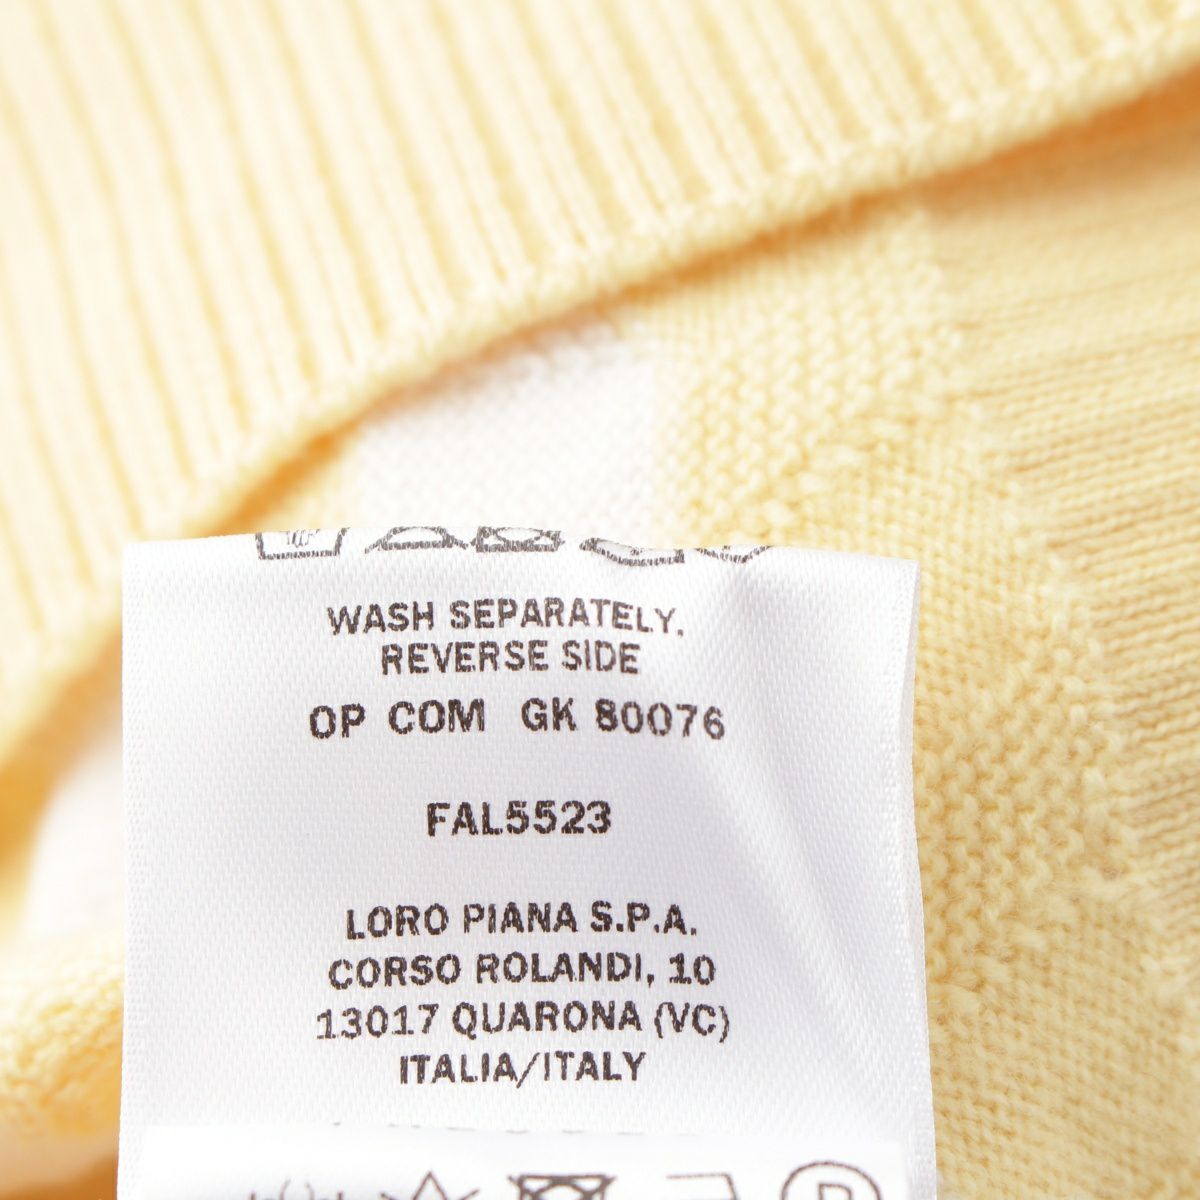 WASH SEPARATELY,
REVERSE SIDE
OP COM GK 80076
FAL5523
LORO PIANA S.P.A.
CORSO ROLANDI, 10
13017 QUARONA (VC)
ITALIA/ITALY
P